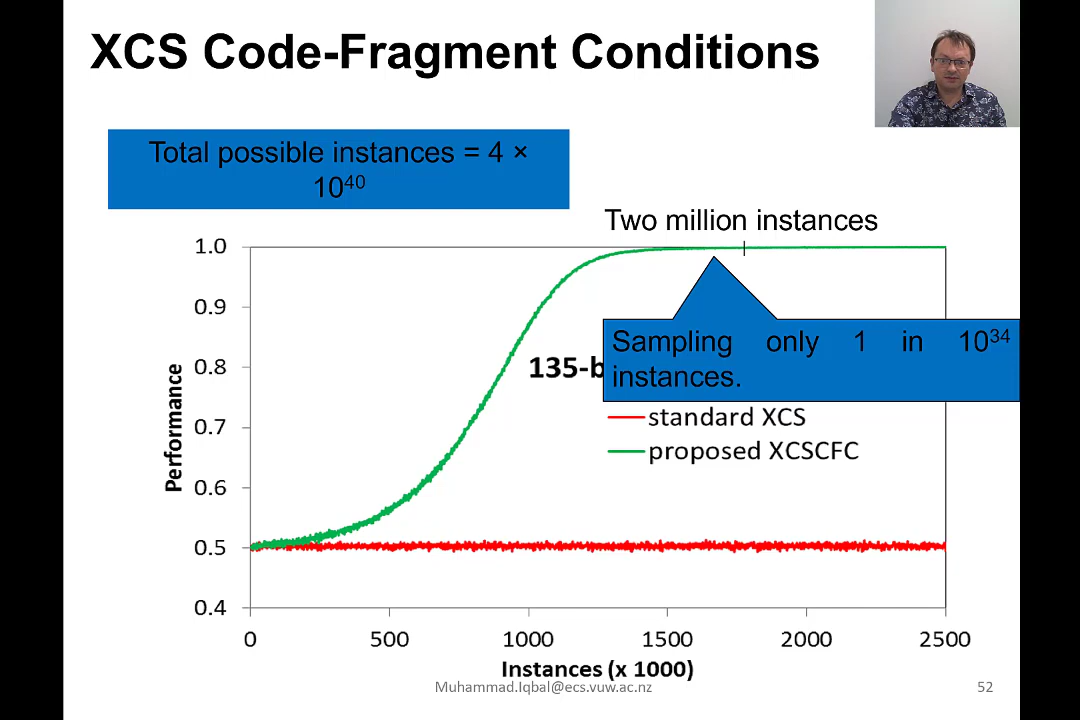 XCS Code-Fragment Conditions
Total possible instances = 4 ×
10⁴⁰
Two million instances
1.0
0.9
0.8
0.7
0.6
0.5
0.4
Performance
135-b
Sampling only 1 in 10³⁴
instances.
standard XCS
proposed XCSCFC
0 500 1000 1500 2000 2500
Instances (x 1000)
Muhammad.Iqbal@ecs.vuw.ac.nz
52